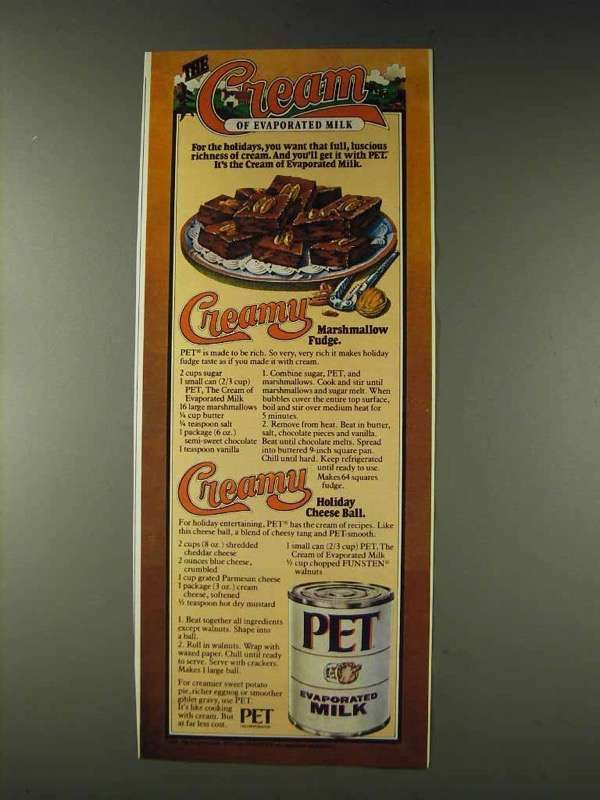 THE
Cream
OF EVAPORATED MILK
For the holidays, you want that full, luscious
richness of cream. And you'll get it with PET.
It's the Cream of Evaporated Milk.
Creamy
Marshmallow
Fudge.
PET® is made to be rich. So very, very rich it makes holiday
fudge taste as if you made it with cream.
2 cups sugar
1 small can (2/3 cup)
PET, The Cream of
Evaporated Milk
16 large marshmallows
¼ cup butter
¼ teaspoon salt
1 package (6 oz.)
semi-sweet chocolate
1 teaspoon vanilla
1. Combine sugar, PET, and
marshmallows. Cook and stir until
marshmallows and sugar melt. When
bubbles cover the entire top surface,
boil and stir over medium heat for
5 minutes.
2. Remove from heat. Beat in butter,
salt, chocolate pieces and vanilla.
Beat until chocolate melts. Spread
into buttered 9-inch square pan.
Chill until hard. Keep refrigerated
until ready to use.
Makes 64 squares
fudge.
Creamy
Holiday
Cheese Ball.
For holiday entertaining, PET® has the cream of recipes. Like
this cheese ball, a blend of cheesy tang and PET-smooth.
2 cups (8 oz.) shredded
cheddar cheese
2 ounces blue cheese,
crumbled
1 cup grated Parmesan cheese
1 package (3 oz.) cream
cheese, softened
½ teaspoon hot dry mustard
1 small can (2/3 cup) PET, The
Cream of Evaporated Milk
½ cup chopped FUNSTEN®
walnuts
1. Beat together all ingredients
except walnuts. Shape into
a ball.
2. Roll in walnuts. Wrap with
waxed paper. Chill until ready
to serve. Serve with crackers.
Makes 1 large ball.
For creamier sweet potato
pie, richer eggnog or smoother
giblet gravy, use PET.
It's like cooking
with cream. But
at far less cost.
PET
INCORPORATED
PET
EVAPORATED
MILK